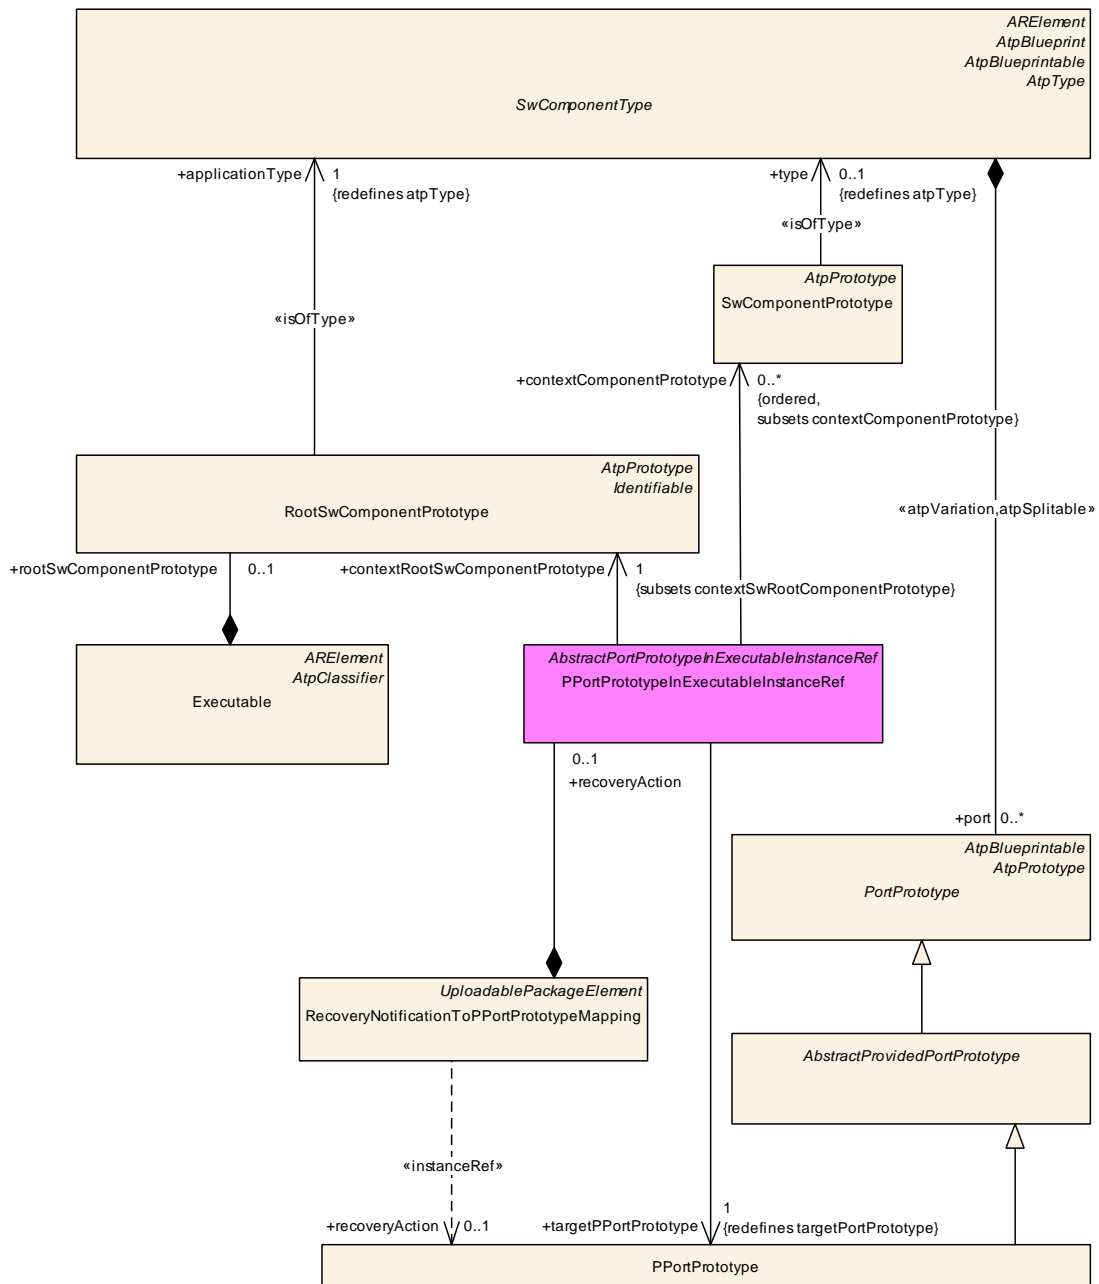 ARElement
AtpBlueprint
AtpBlueprintable
AtpType
SwComponentType
+applicationType
1
{redefines atpType}
+type
0..1
{redefines atpType}
«isOfType»
AtpPrototype
SwComponentPrototype
«isOfType»
+contextComponentPrototype
0..*
{ordered,
subsets contextComponentPrototype}
AtpPrototype
Identifiable
RootSwComponentPrototype
«atpVariation,atpSplitable»
+rootSwComponentPrototype
0..1
+contextRootSwComponentPrototype
1
{subsets contextSwRootComponentPrototype}
ARElement
AtpClassifier
Executable
AbstractPortPrototypeInExecutableInstanceRef
PPortPrototypeInExecutableInstanceRef
0..1
+recoveryAction
+port
0..*
AtpBlueprintable
AtpPrototype
PortPrototype
UploadablePackageElement
RecoveryNotificationToPPortPrototypeMapping
AbstractProvidedPortPrototype
«instanceRef»
+recoveryAction
0..1
+targetPPortPrototype
1
{redefines targetPortPrototype}
PPortPrototype